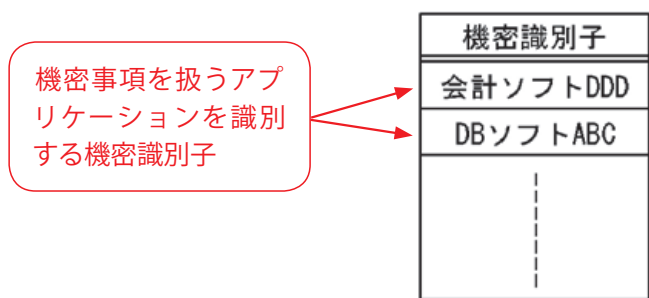 機密識別子
会計ソフトDDD
DBソフトABC
機密事項を扱うアプ
リケーションを識別
する機密識別子